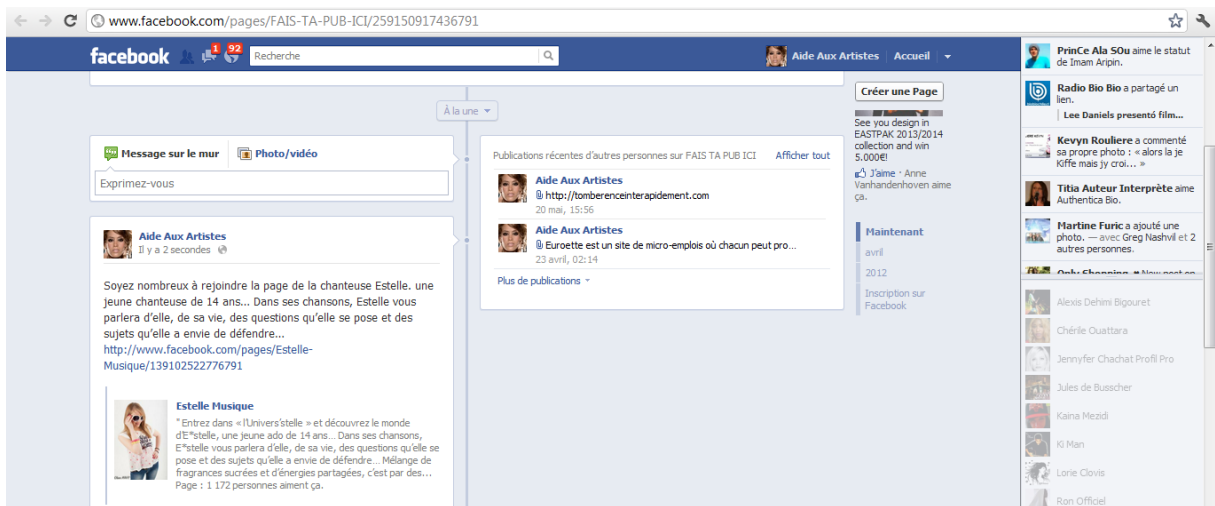 www.facebook.com/pages/FAIS-TA-PUB-ICI/259150917436791
facebook
1
92
Recherche
Aide Aux Artistes
Accueil
À la une
Message sur le mur
Photo/vidéo
Exprimez-vous
Aide Aux Artistes
Il y a 2 secondes
Soyez nombreux à rejoindre la page de la chanteuse Estelle. une
jeune chanteuse de 14 ans... Dans ses chansons, Estelle vous
parlera d'elle, de sa vie, des questions qu'elle se pose et des
sujets qu'elle a envie de défendre...
http://www.facebook.com/pages/Estelle-
Musique/139102522776791
Estelle Musique
"Entrez dans «l'Univers'stelle » et découvrez le monde
d'E*stelle, une jeune ado de 14 ans... Dans ses chansons,
E*stelle vous parlera d'elle, de sa vie, des questions qu'elle se
pose et des sujets qu'elle a envie de défendre... Mélange de
fragrances sucrées et d'énergies partagées, c'est par des...
Page : 1 172 personnes aiment ça.
Publications récentes d'autres personnes sur FAIS TA PUB ICI
Afficher tout
Aide Aux Artistes
http://tomberenceinterapidement.com
20 mai, 15:56
Aide Aux Artistes
Euroette est un site de micro-emplois où chacun peut pro...
23 avril, 02:14
Plus de publications
Créer une Page
See you design in
EASTPAK 2013/2014
collection and win
5.000€!
J'aime · Anne
Vanhandenhoven aime
ça.
Maintenant
avril
2012
Inscription sur
Facebook
PrinCe Ala SOu aime le statut
de Imam Aripin.
Radio Bio Bio a partagé un
lien.
Lee Daniels presentó film...
Kevyn Rouliere a commenté
sa propre photo : « alors la je
Kiffe mais jy croi... »
Titia Auteur Interprète aime
Authentica Bio.
Martine Furic a ajouté une
photo. — avec Greg Nashvil et 2
autres personnes.
Only Shopping
Alexis Dehimi Bigouret
Chérile Ouattara
Jennyfer Chachat Profil Pro
Jules de Busscher
Kaina Mezidi
Ki Man
Lorie Clovis
Ron Officiel